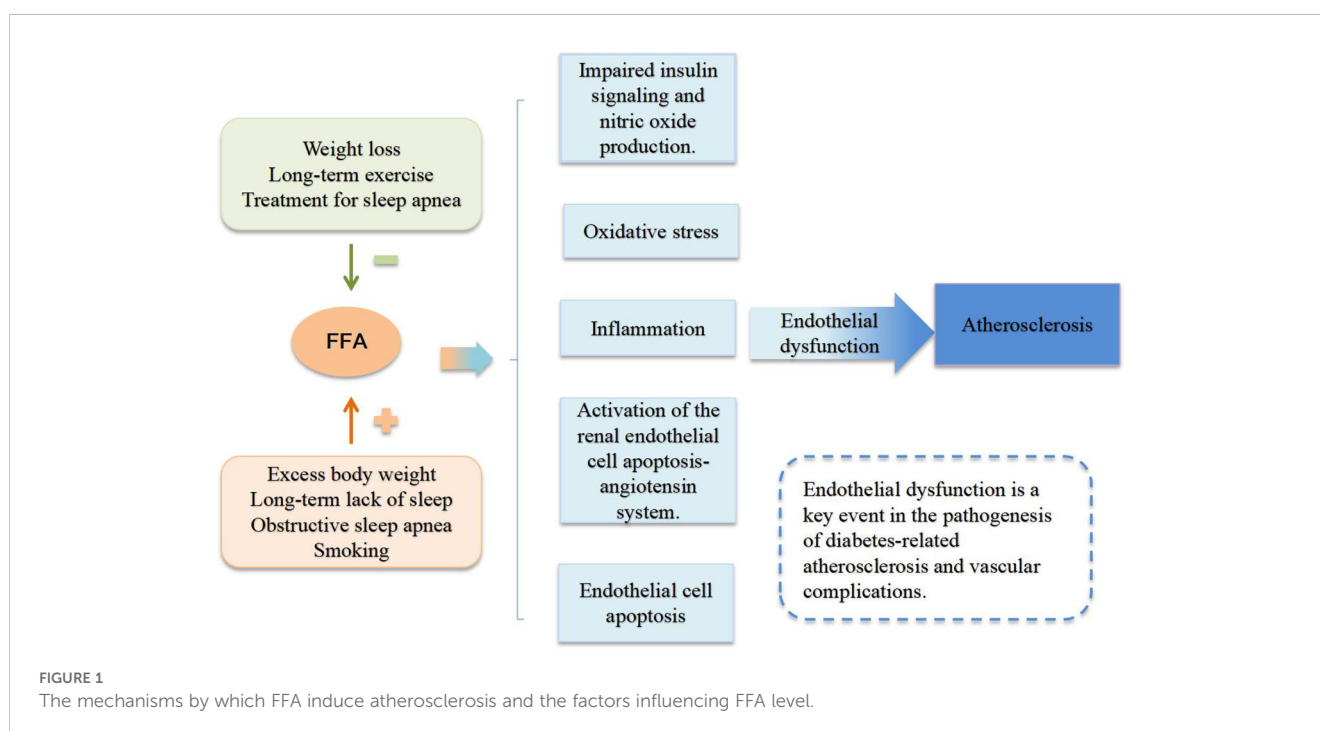 Weight loss
Long-term exercise
Treatment for sleep apnea
FFA
Excess body weight
Long-term lack of sleep
Obstructive sleep apnea
Smoking
Impaired insulin
signaling and
nitric oxide
production.
Oxidative stress
Inflammation
Activation of the
renal endothelial
cell apoptosis-
angiotensin
system.
Endothelial cell
apoptosis
Endothelial
dysfunction
Atherosclerosis
Endothelial dysfunction is a
key event in the pathogenesis
of diabetes-related
atherosclerosis and vascular
complications.
FIGURE 1
The mechanisms by which FFA induce atherosclerosis and the factors influencing FFA level.